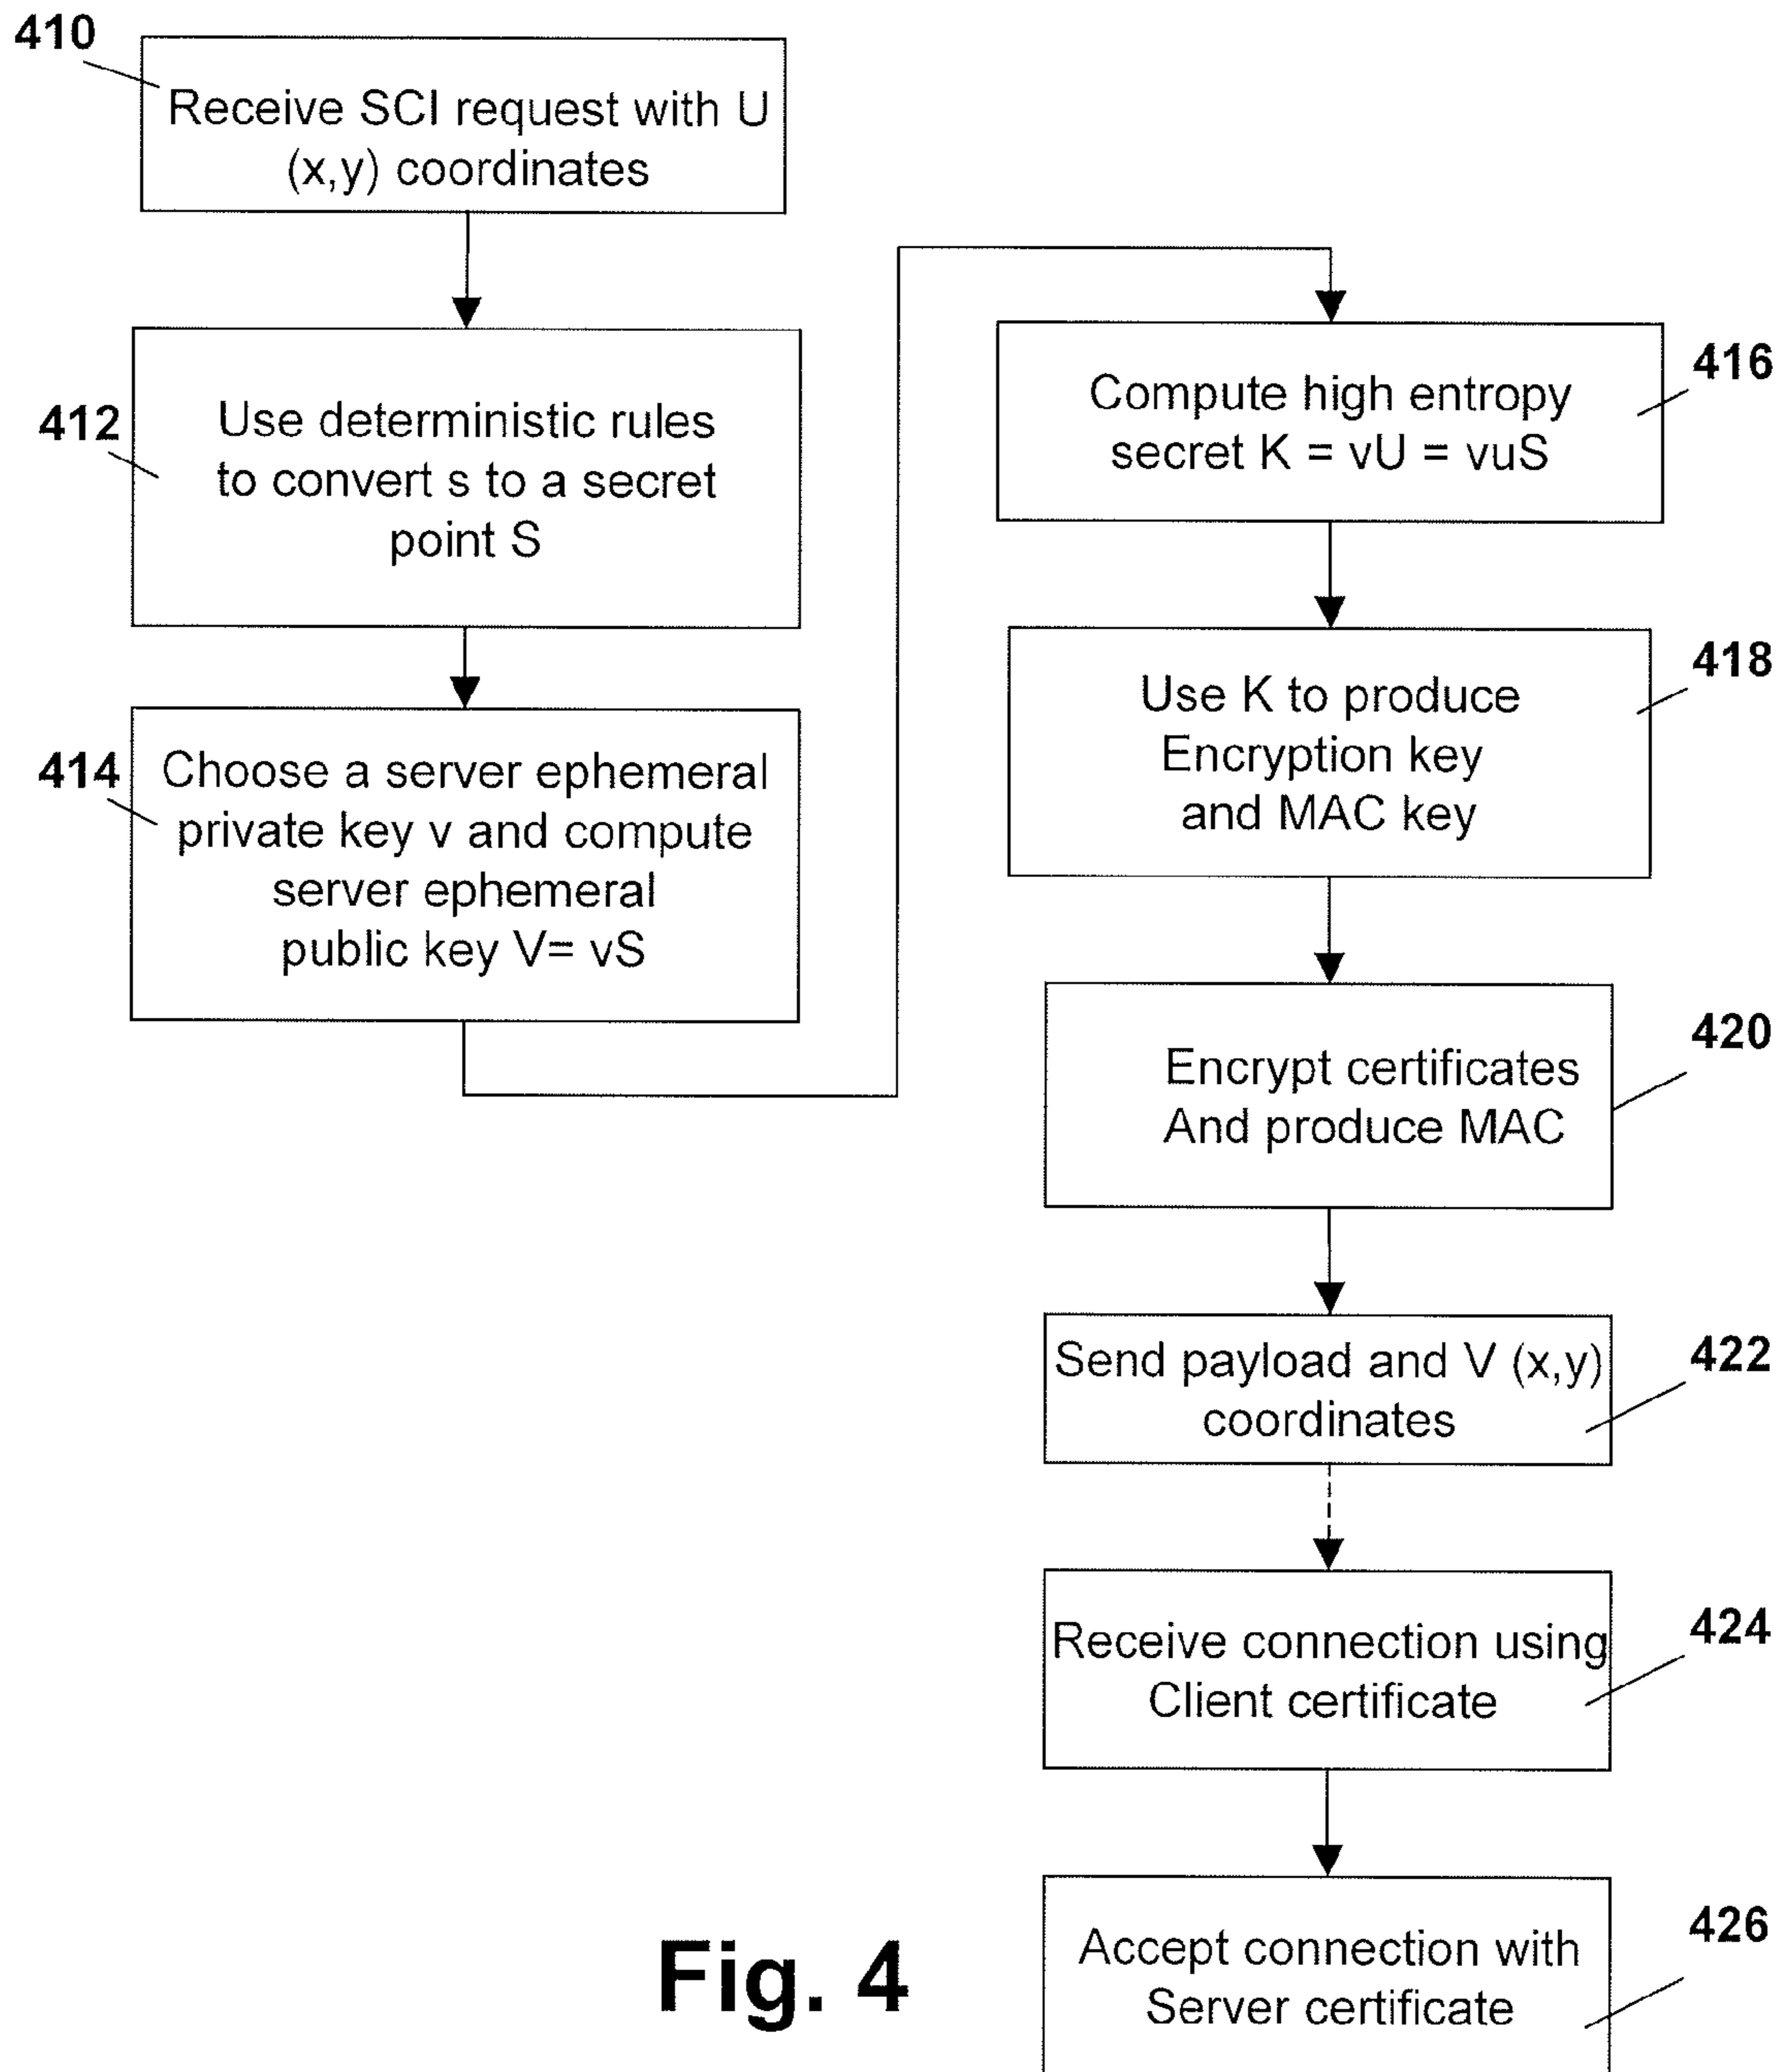 410
Receive SCI request with U
(x,y) coordinates
412
Use deterministic rules
to convert s to a secret
point S
414
Choose a server ephemeral
private key v and compute
server ephemeral
public key V= vS
416
Compute high entropy
secret K = vU = vuS
418
Use K to produce
Encryption key
and MAC key
420
Encrypt certificates
And produce MAC
422
Send payload and V (x,y)
coordinates
424
Receive connection using
Client certificate
426
Accept connection with
Server certificate
Fig. 4